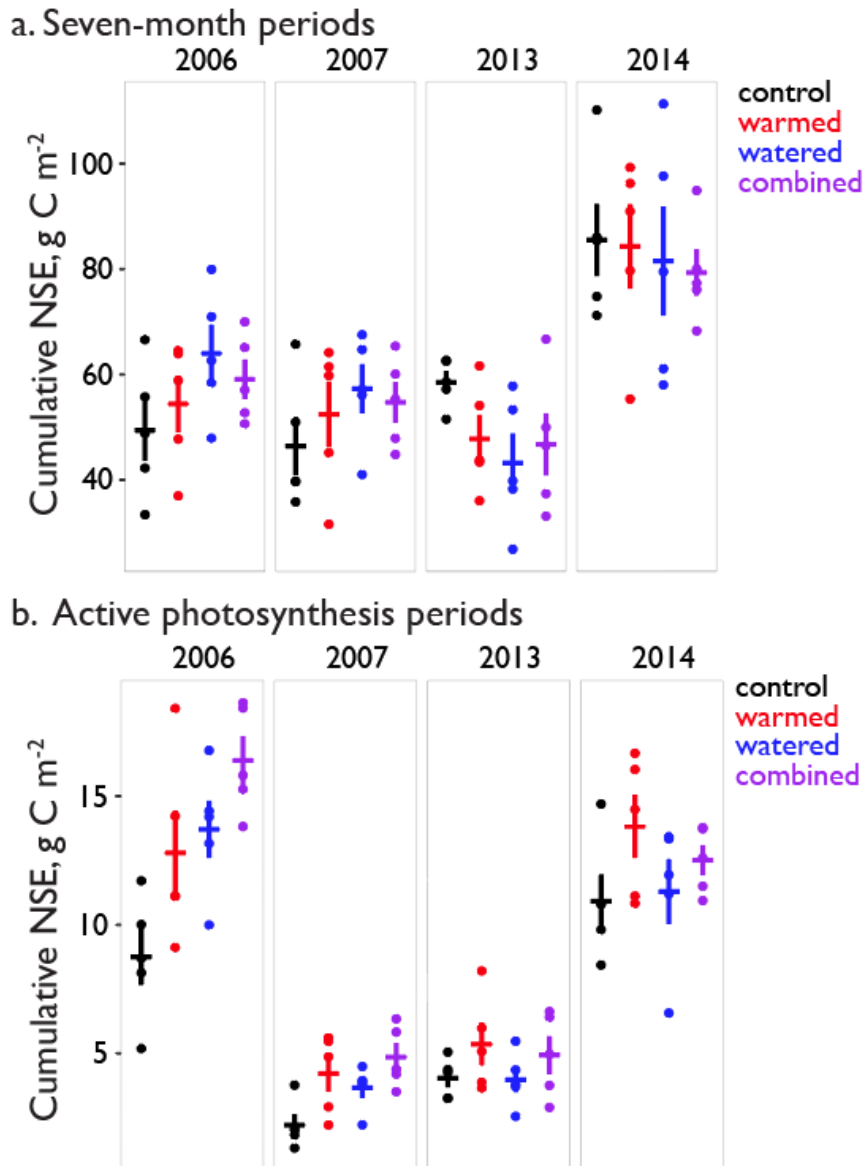 a. Seven-month periods
2006 2007 2013 2014
control
warmed
watered
combined
Cumulative NSE, g C m⁻²
100
80
60
40
b. Active photosynthesis periods
2006 2007 2013 2014
control
warmed
watered
combined
Cumulative NSE, g C m⁻²
15
10
5